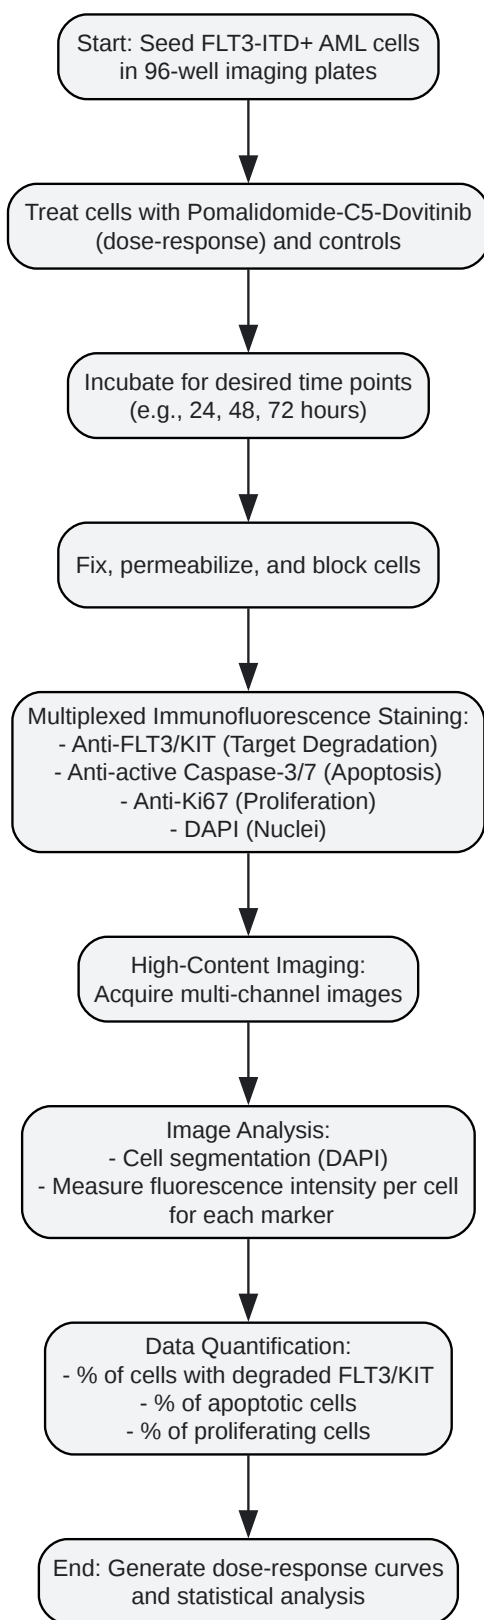 Start: Seed FLT3-ITD+ AML cells
in 96-well imaging plates
Treat cells with Pomalidomide-C5-Dovitinib
(dose-response) and controls
Incubate for desired time points
(e.g., 24, 48, 72 hours)
Fix, permeabilize, and block cells
Multiplexed Immunofluorescence Staining:
- Anti-FLT3/KIT (Target Degradation)
- Anti-active Caspase-3/7 (Apoptosis)
- Anti-Ki67 (Proliferation)
- DAPI (Nuclei)
High-Content Imaging:
Acquire multi-channel images
Image Analysis:
- Cell segmentation (DAPI)
- Measure fluorescence intensity per cell
for each marker
Data Quantification:
- % of cells with degraded FLT3/KIT
- % of apoptotic cells
- % of proliferating cells
End: Generate dose-response curves
and statistical analysis